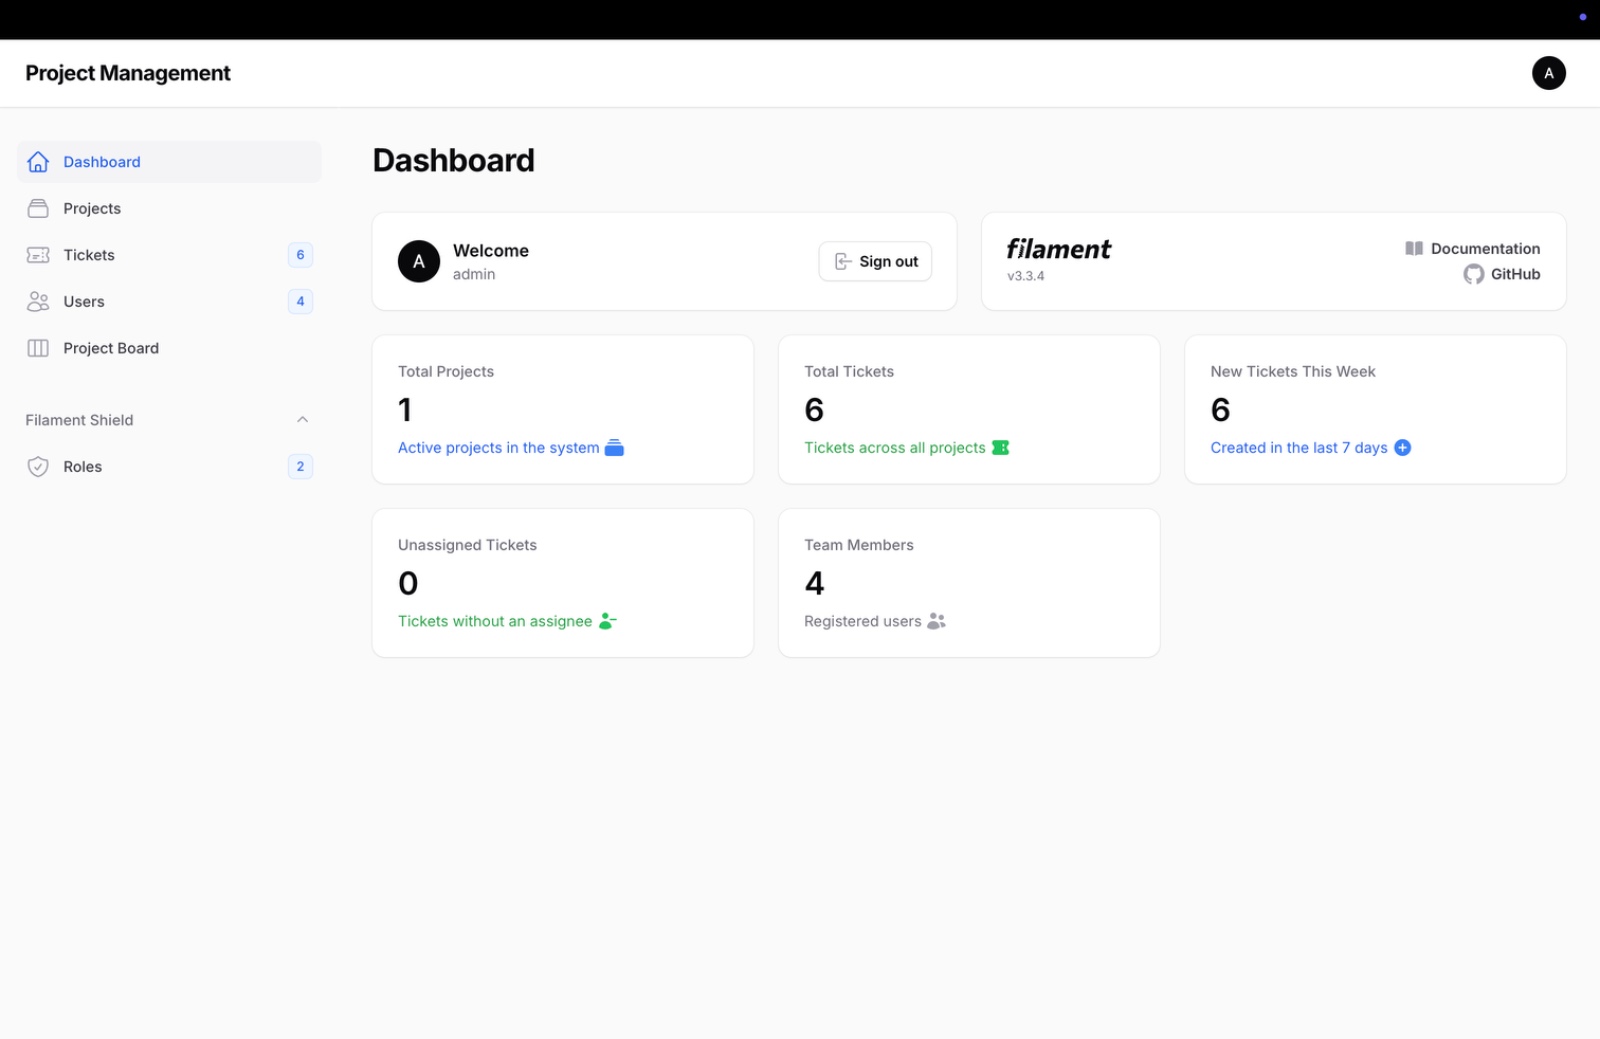 Project Management
A
Dashboard
Projects
Tickets 6
Users 4
Project Board
Filament Shield
Roles 2
Dashboard
A
Welcome
admin
Sign out
filament
v3.3.4
Documentation
GitHub
Total Projects
1
Active projects in the system
Total Tickets
6
Tickets across all projects
New Tickets This Week
6
Created in the last 7 days
Unassigned Tickets
0
Tickets without an assignee
Team Members
4
Registered users